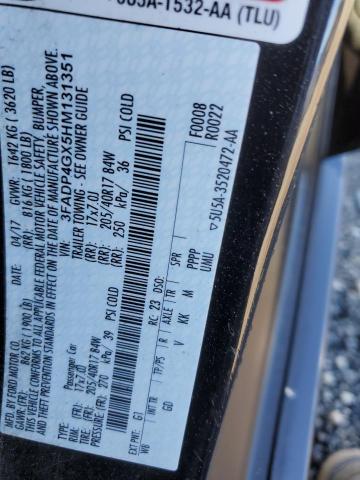 5U5A-1532-AA (TLU)
MFD. BY FORD MOTOR CO.
04/17 GVWR: 1642 KG ( 3620 LB)
GAWR:(FR): 862 KG ( 1900 LB) (RR): 817 KG ( 1800 LB)
THIS VEHICLE CONFORMS TO ALL APPLICABLE FEDERAL MOTOR VEHICLE SAFETY, BUMPER,
AND THEFT PREVENTION STANDARDS IN EFFECT ON THE DATE OF MANUFACTURE SHOWN ABOVE.
VIN: 3FADP4GX5HM131351
Passenger Car TRAILER TOWING - SEE OWNER GUIDE
RIM: (FR): 17x7.0J (RR): 17x7.0J
TIRE: (FR): 205/40R17 84W (RR): 205/40R17 84W
PRESSURE (FR): 270 kPa/ 39 PSI COLD (RR): 250 kPa/ 36 PSI COLD
F0008
EXT PNT: G1 RC: 23 DSO: R0022
WB INT TR TP/PS R AXLE TR SPR
GD V KK M PPPP
UMU
5U5A-3520472-AA